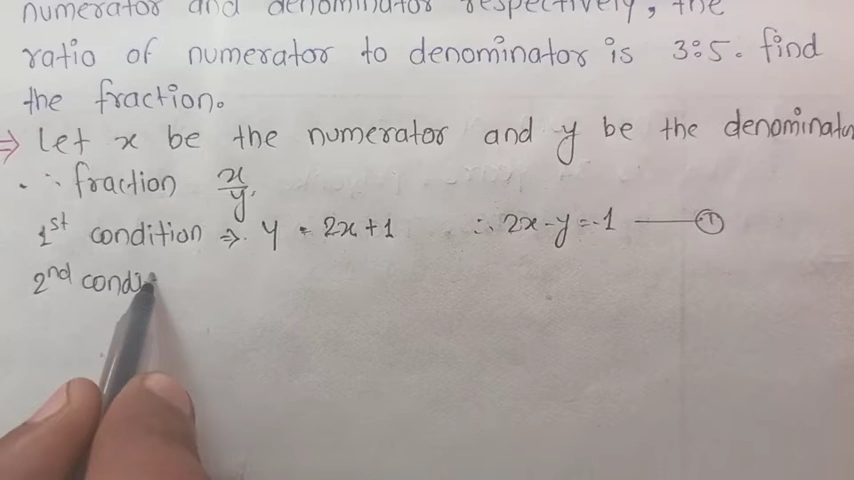 numerator and denominator respectively, the
ratio of numerator to denominator is 3:5. find
the fraction.
⇒ Let x be the numerator and y be the denominator
∴ fraction x/y.
1st condition ⇒ y = 2x+1 ∴ 2x-y=-1 —— ①
2nd condi